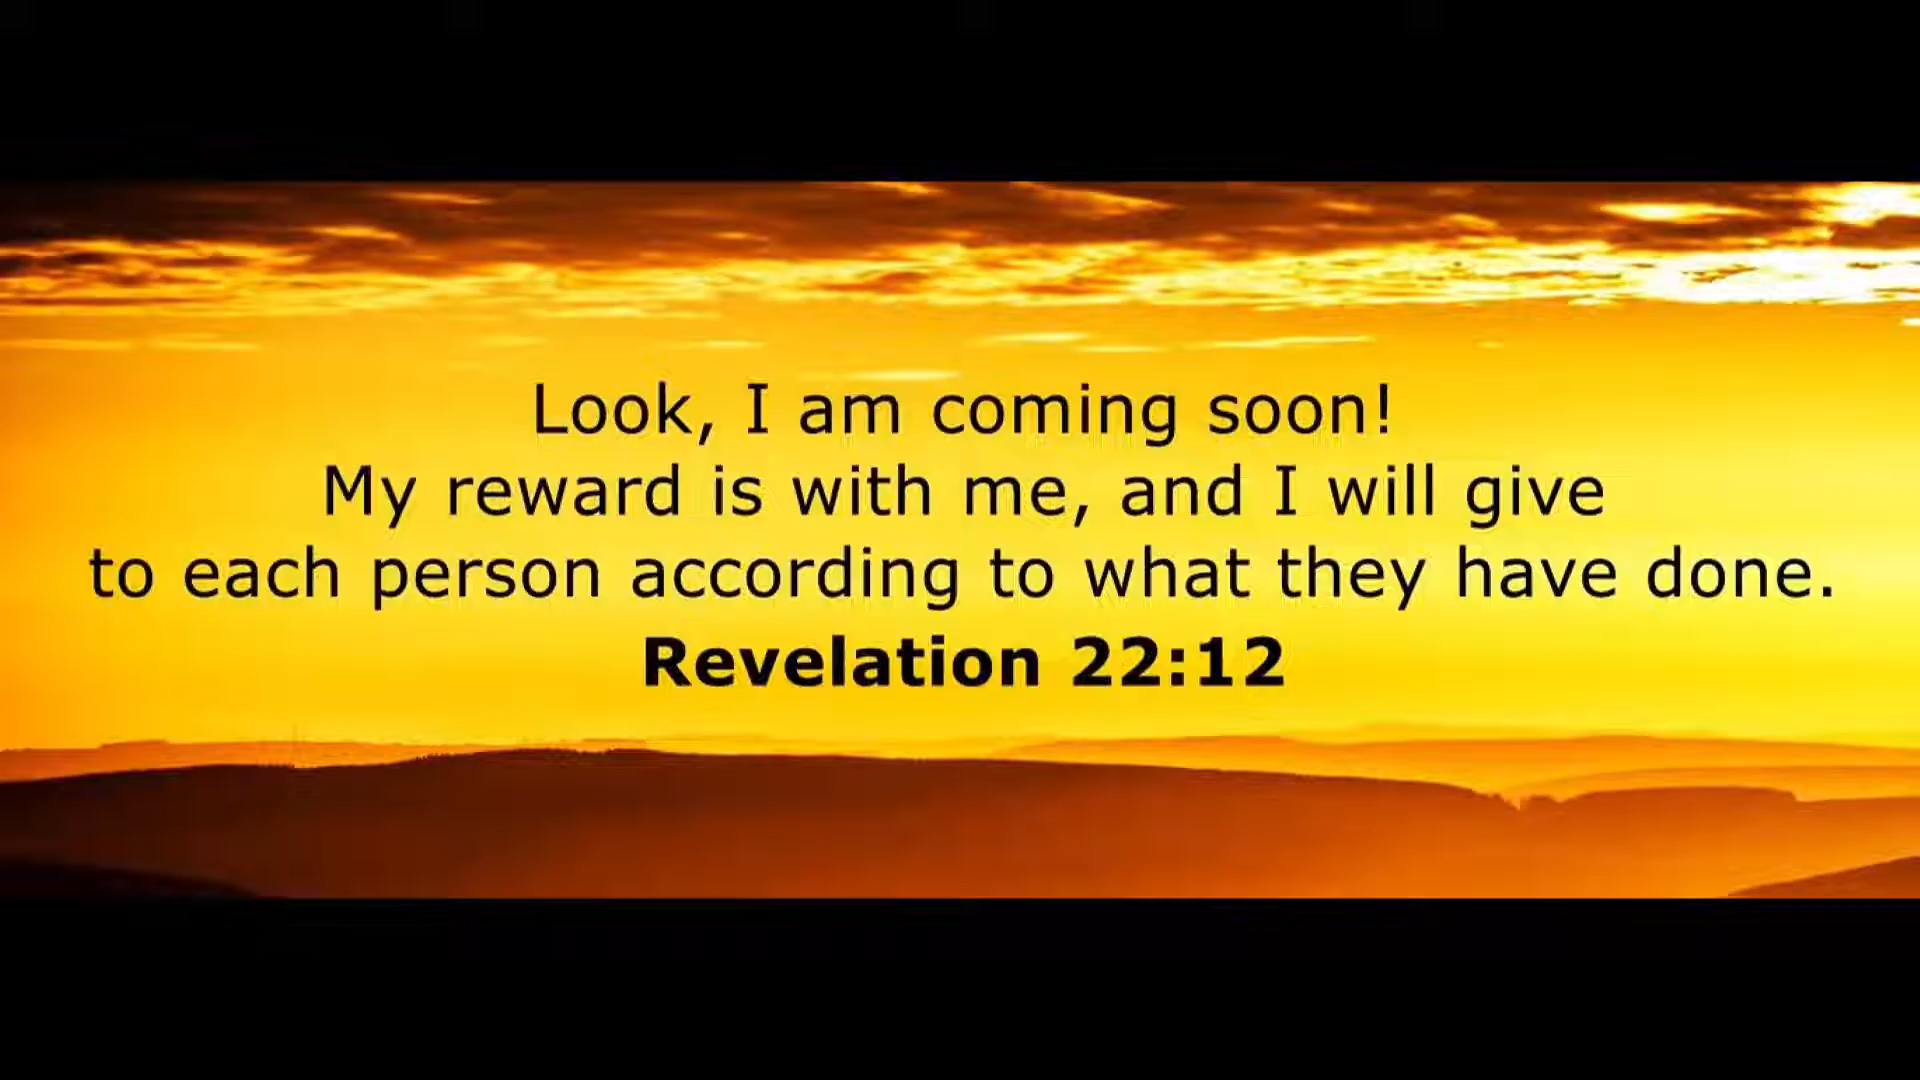 Look, I am coming soon!
My reward is with me, and I will give
to each person according to what they have done.
Revelation 22:12